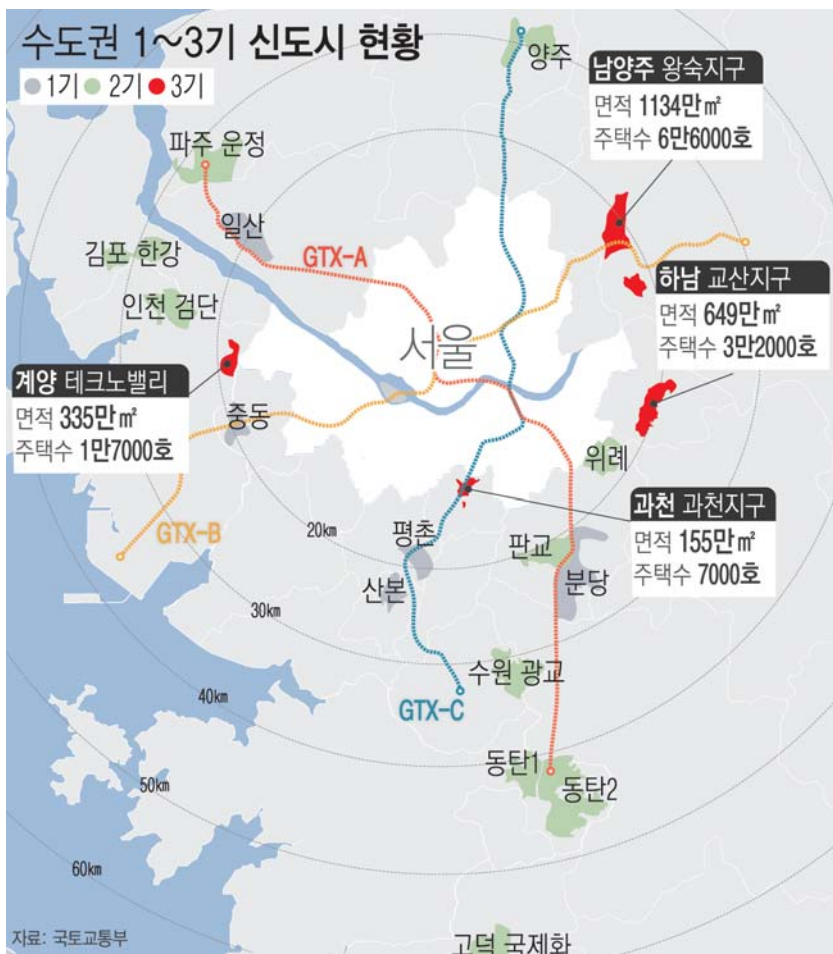 수도권 1~3기 신도시 현황
1기 2기 3기
양주
남양주 왕숙지구
면적 1134만㎡
주택수 6만6000호
파주 운정
일산
GTX-A
김포 한강
인천 검단
하남 교산지구
면적 649만㎡
주택수 3만2000호
서울
계양 테크노밸리
면적 335만㎡
주택수 1만7000호
중동
위례
과천 과천지구
면적 155만㎡
주택수 7000호
GTX-B
20km
평촌
판교
산본
분당
30km
수원 광교
40km
GTX-C
동탄1
동탄2
50km
60km
자료: 국토교통부
고덕 국제화